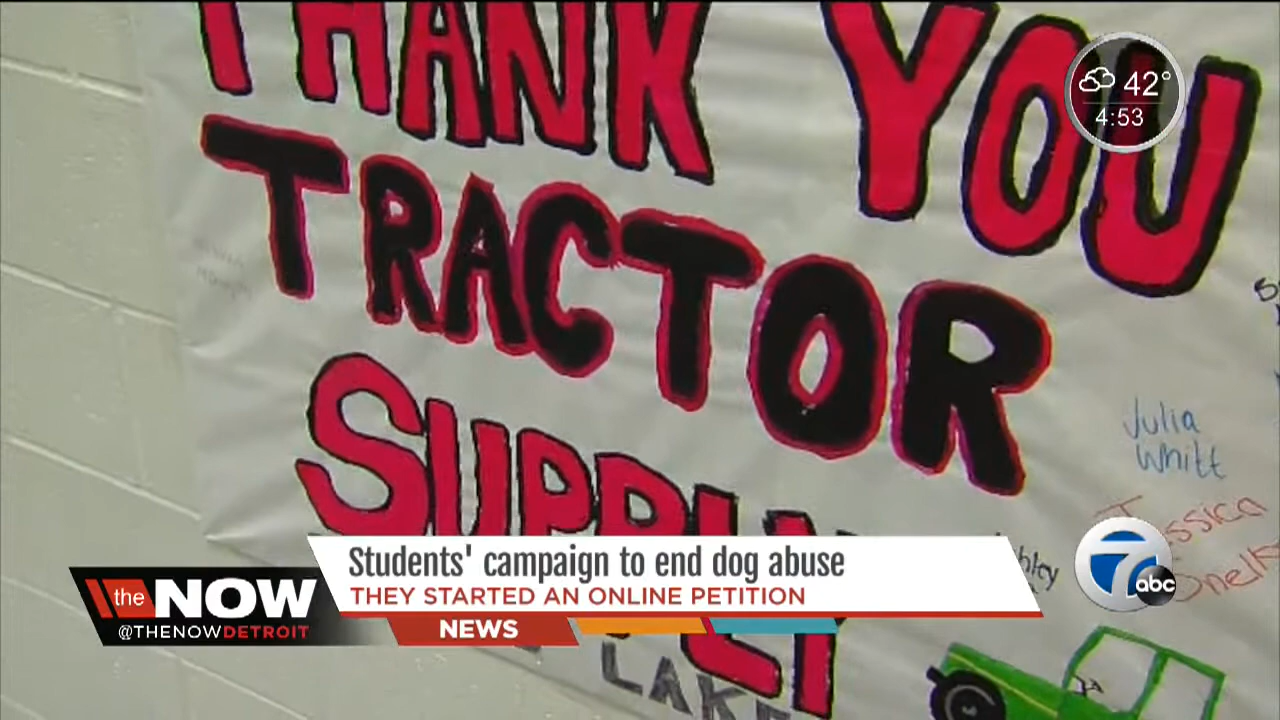 THANK YOU
42°
4:53
TRACTOR
SUPPLY
Julia
Whitt
Students' campaign to end dog abuse
THEY STARTED AN ONLINE PETITION
the NOW
@THENOWDETROIT
NEWS
7 abc
LAKE